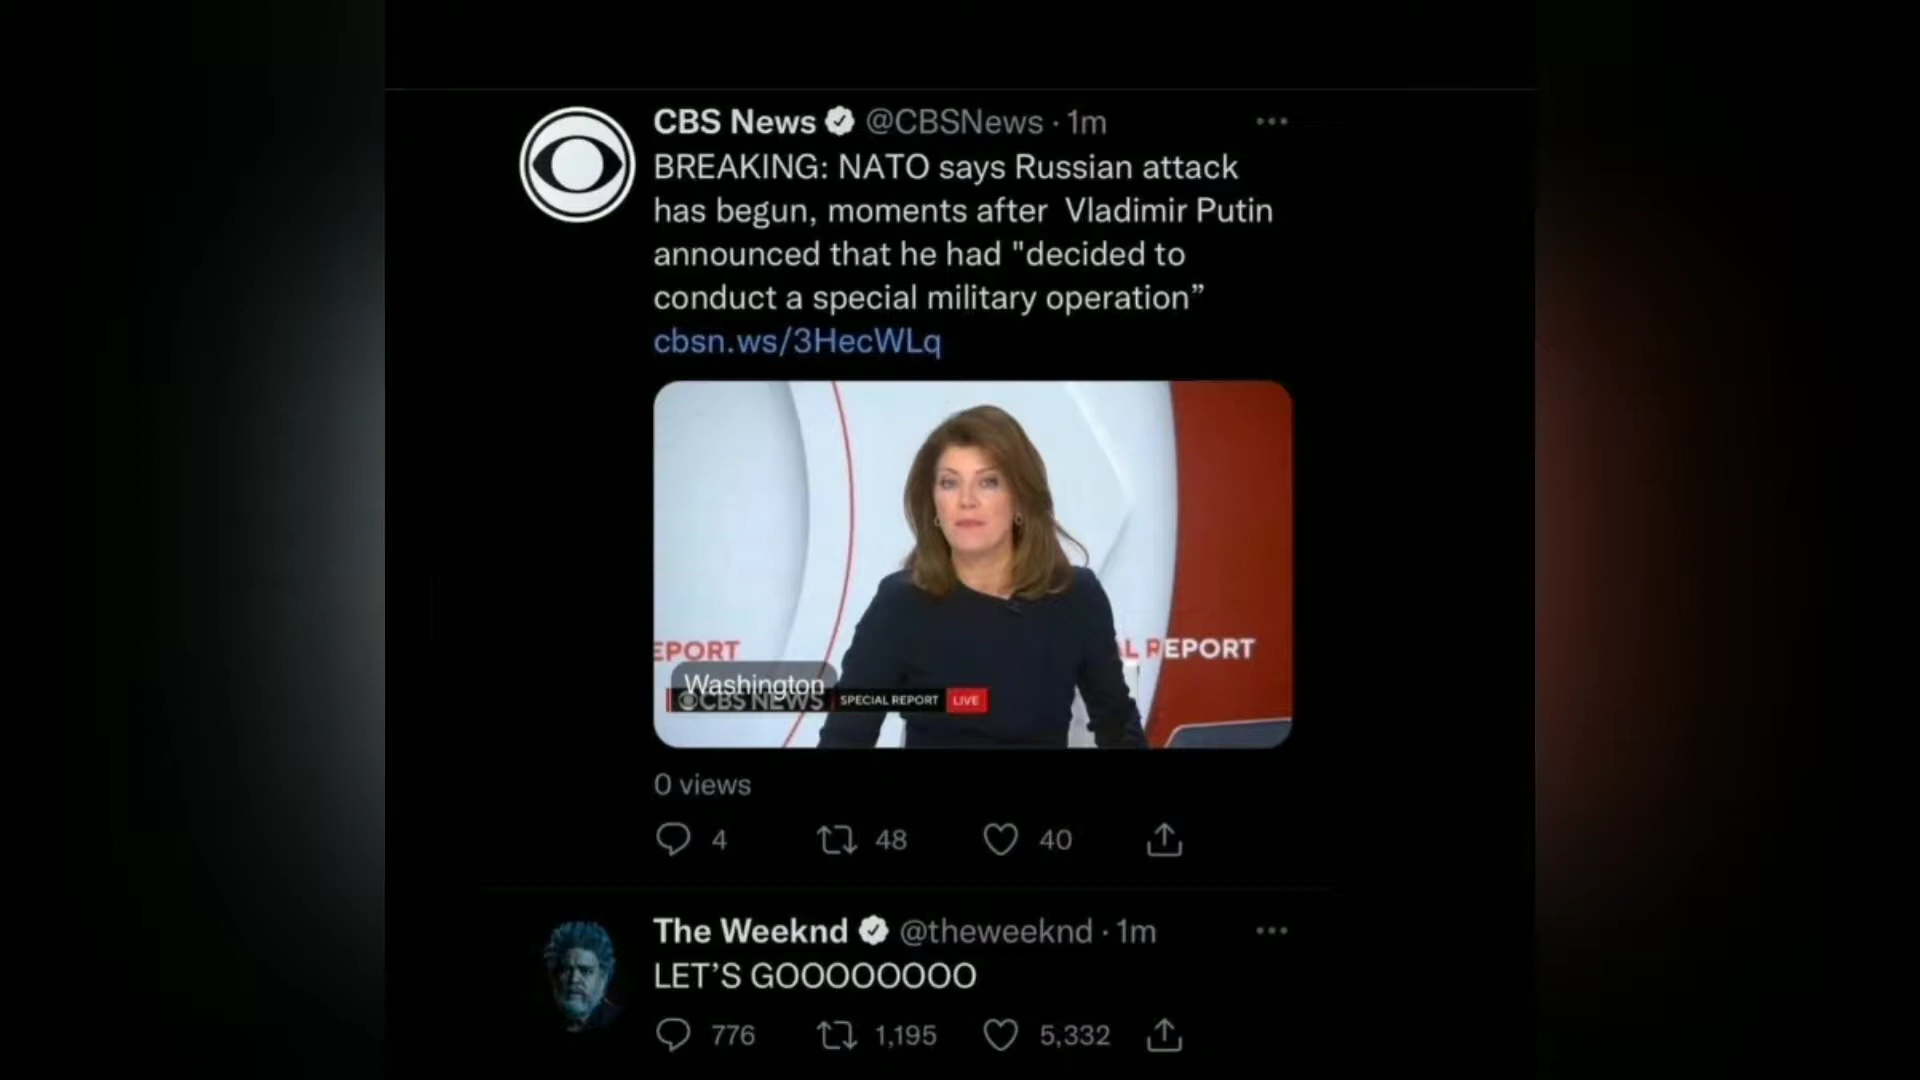 CBS News @CBSNews · 1m
BREAKING: NATO says Russian attack
has begun, moments after Vladimir Putin
announced that he had "decided to
conduct a special military operation”
cbsn.ws/3HecWLq
EPORT
L REPORT
Washington
CBS NEWS SPECIAL REPORT LIVE
0 views
4 48 40
The Weeknd @theweeknd · 1m
LET’S GOOOOOOOO
776 1,195 5,332